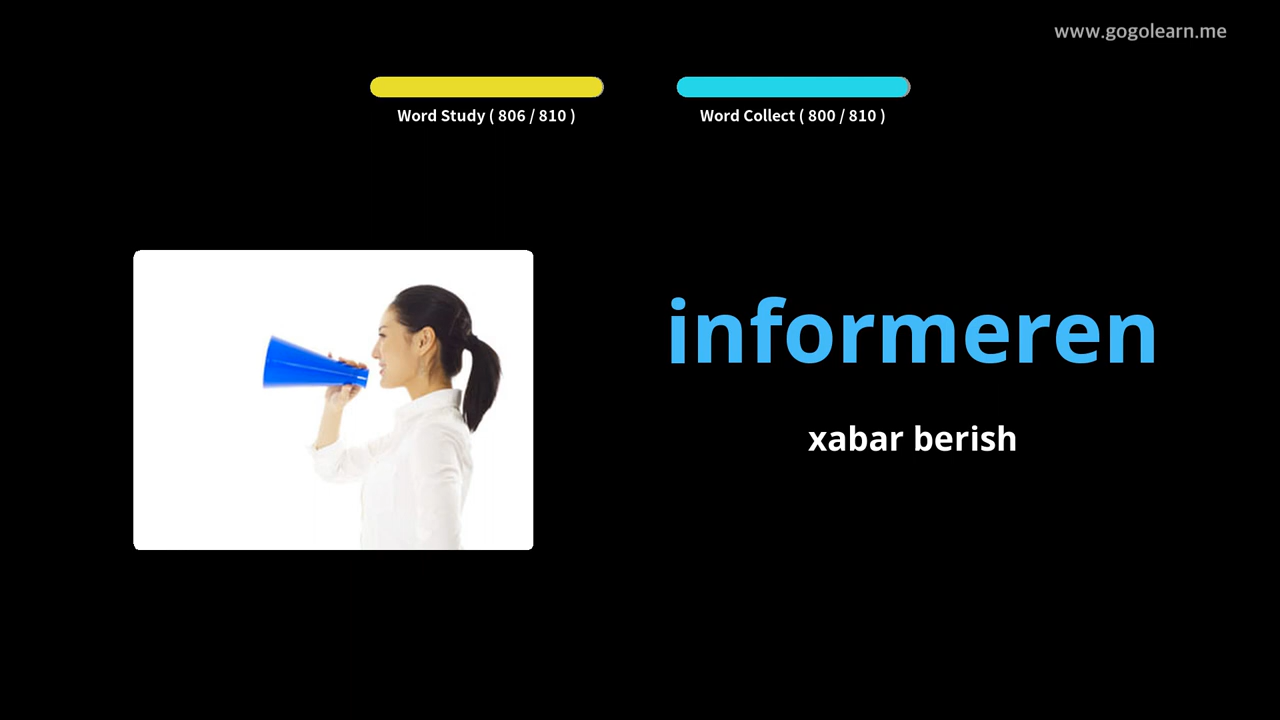 www.gogolearn.me
Word Study ( 806 / 810 )
Word Collect ( 800 / 810 )
informeren
xabar berish